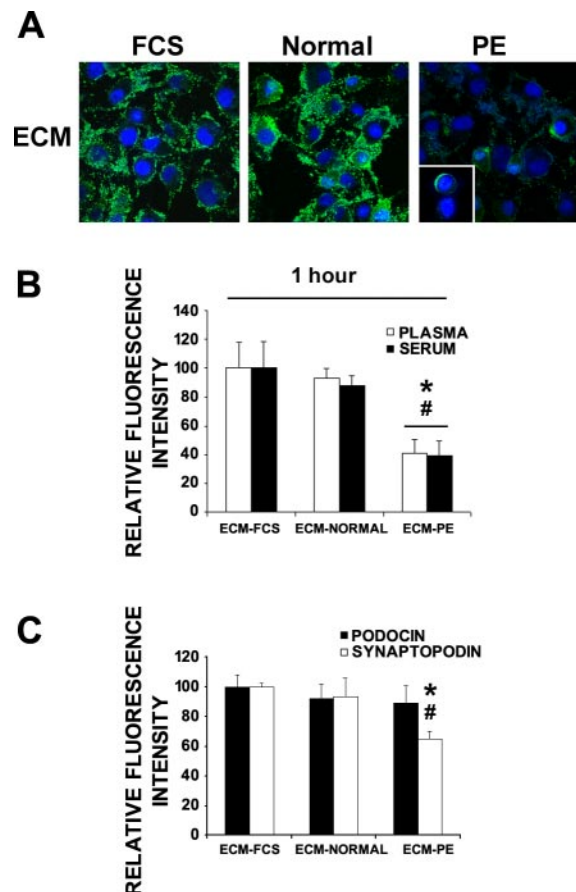 A
FCS Normal PE
ECM
B
1 hour
RELATIVE FLUORESCENCE
INTENSITY
140
120
100
80
60
40
20
0
PLASMA
SERUM
*
#
ECM-FCS ECM-NORMAL ECM-PE
C
RELATIVE FLUORESCENCE
INTENSITY
120
100
80
60
40
20
0
PODOCIN
SYNAPTOPODIN
*
#
ECM-FCS ECM-NORMAL ECM-PE